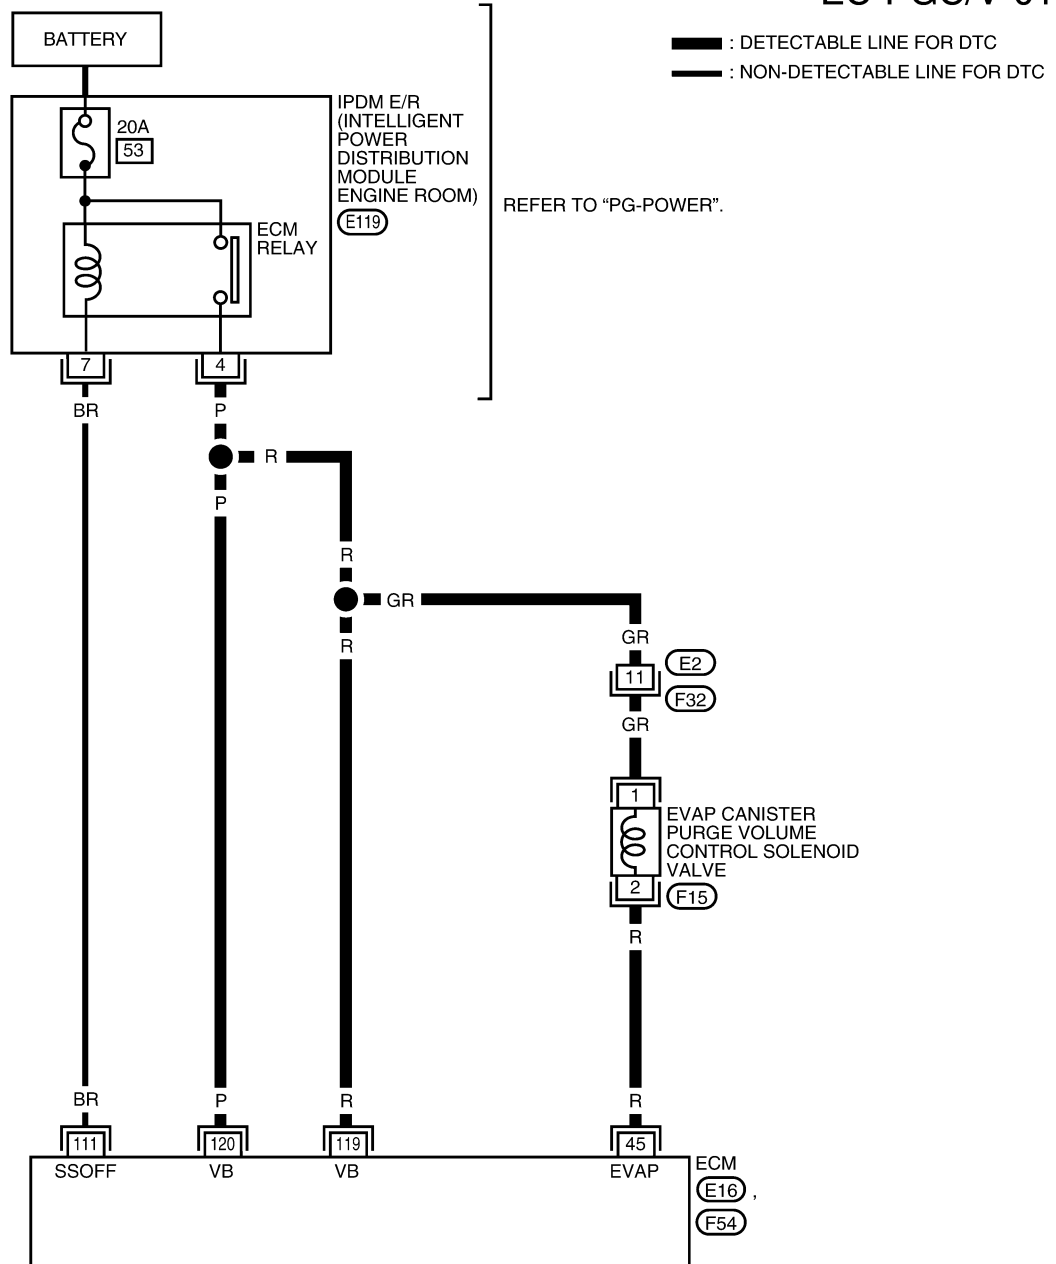 BATTERY
: DETECTABLE LINE FOR DTC
: NON-DETECTABLE LINE FOR DTC
20A
53
IPDM E/R
(INTELLIGENT
POWER
DISTRIBUTION
MODULE
ENGINE ROOM)
E119
REFER TO “PG-POWER”.
ECM
RELAY
7
4
BR
P
R
P
R
GR
R
GR
E2
11
F32
GR
1
EVAP CANISTER
PURGE VOLUME
CONTROL SOLENOID
VALVE
2
F15
R
BR
P
R
R
111
120
119
45
SSOFF
VB
VB
EVAP
ECM
E16 ,
F54